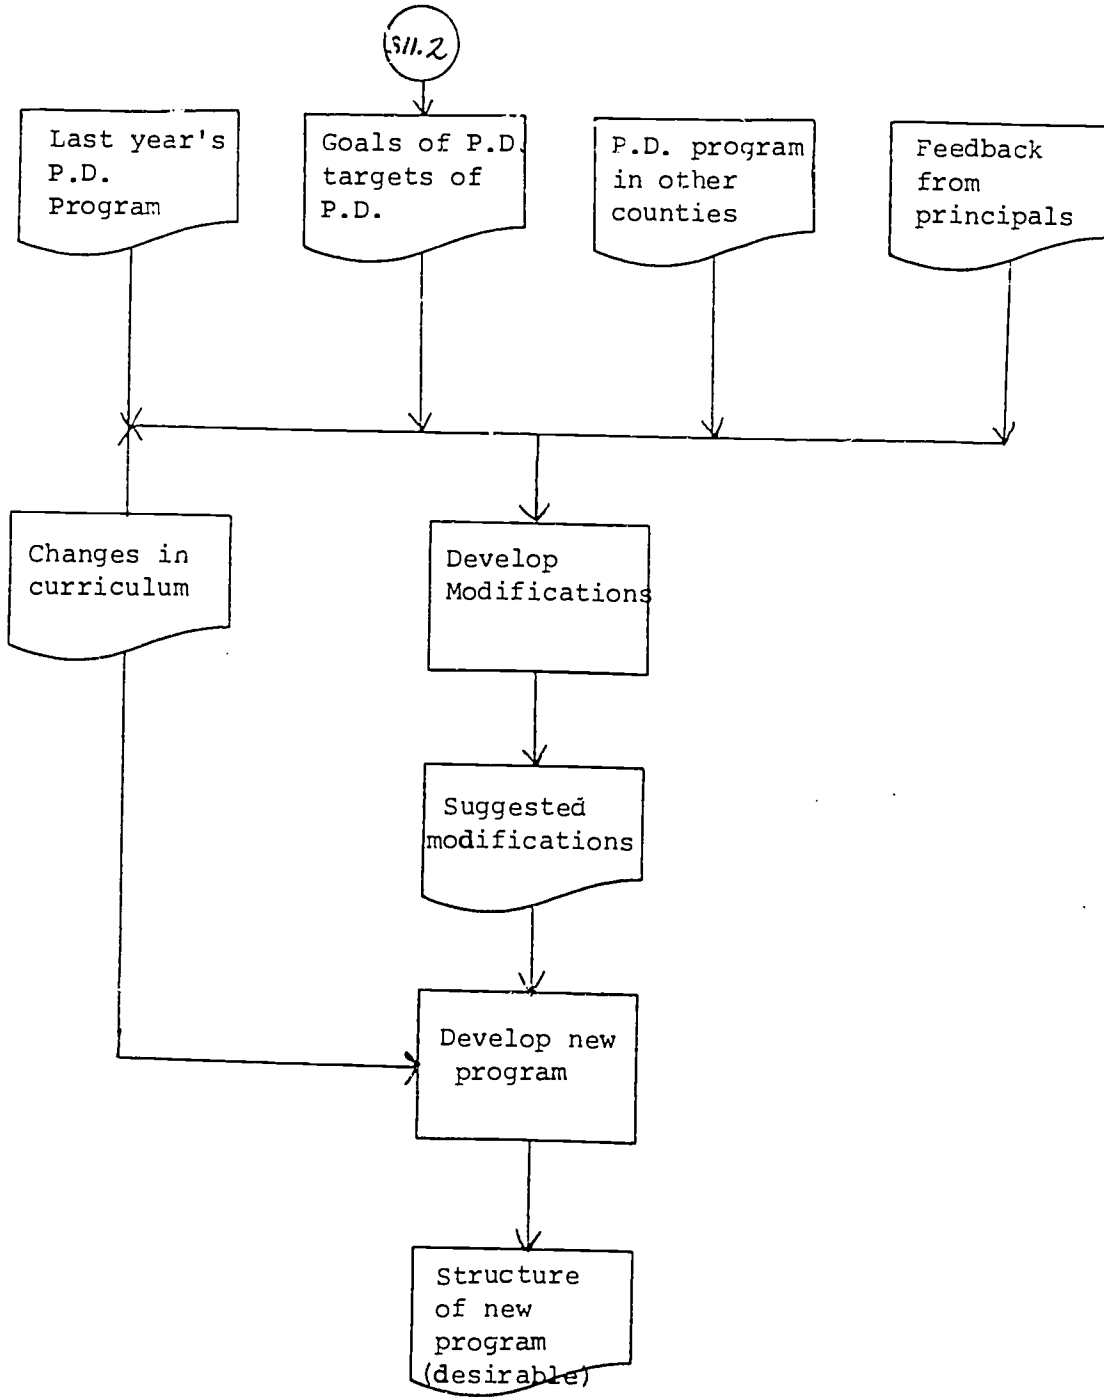 S11.2
Last year's
P.D.
Program
Goals of P.D.
targets of
P.D.
P.D. program
in other
counties
Feedback
from
principals
Changes in
curriculum
Develop
Modifications
Suggested
modifications
Develop new
program
Structure
of new
program
(desirable)